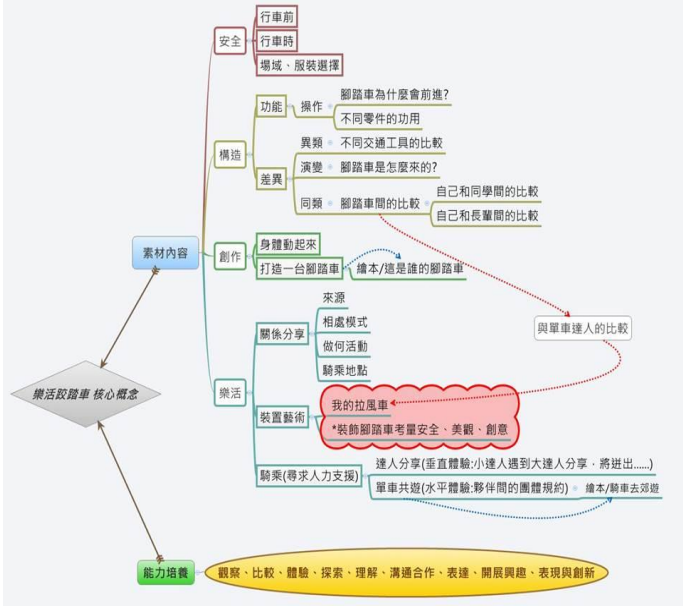 行車前
安全
行車時
場域、服裝選擇
腳踏車為什麼會前進?
功能
操作
不同零件的功用
構造
異類
不同交通工具的比較
演變
腳踏車是怎麼來的?
差異
同類
腳踏車間的比較
自己和同學間的比較
自己和長輩間的比較
素材內容
創作
身體動起來
打造一台腳踏車
繪本/這是誰的腳踏車
與單車達人的比較
來源
關係分享
相處模式
做何活動
騎乘地點
樂活
我的拉風車
裝置藝術
*裝飾腳踏車考量安全、美觀、創意
達人分享(垂直體驗:小達人遇到大達人分享，將迸出......)
騎乘(尋求人力支援)
單車共遊(水平體驗:夥伴間的團體規約)
繪本/騎車去郊遊
樂活鉸踏車 核心概念
能力培養
觀察、比較、體驗、探索、理解、溝通合作、表達、開展興趣、表現與創新